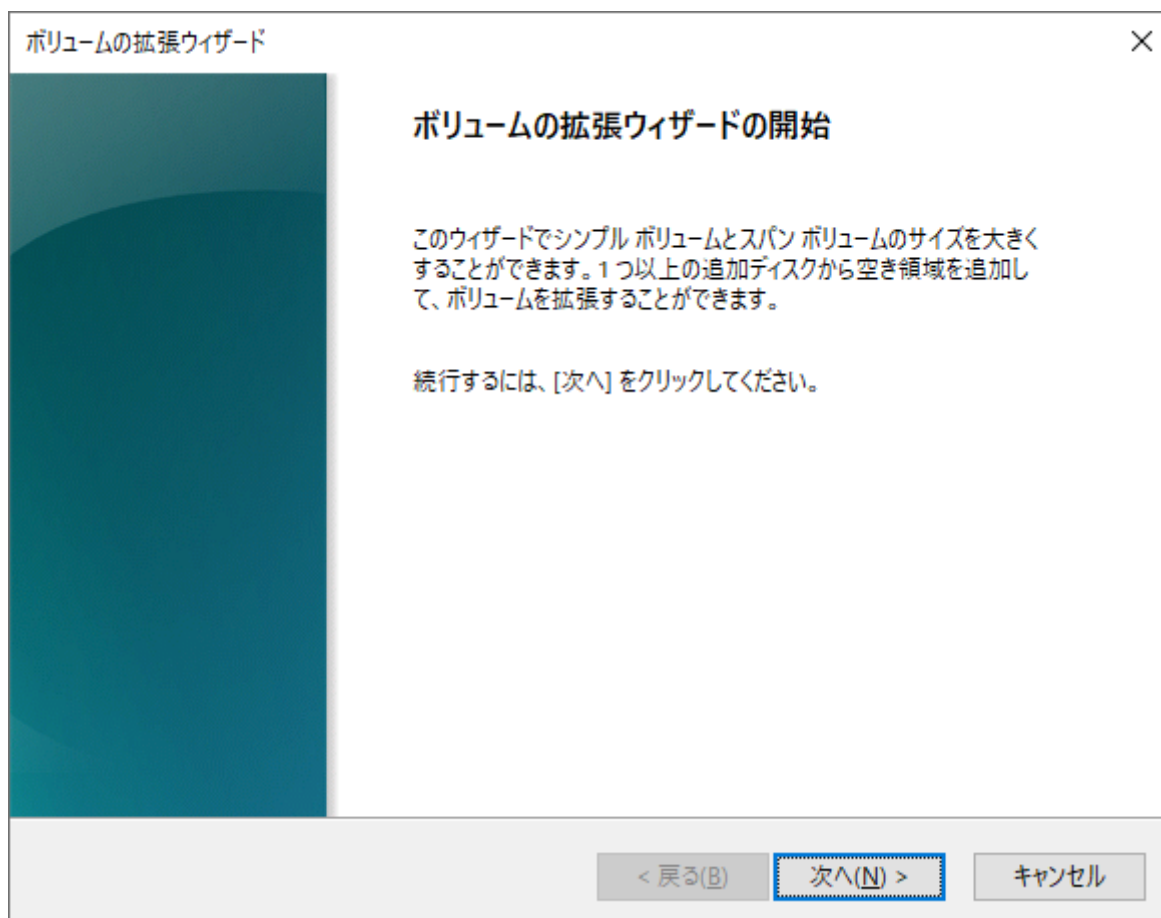 ボリュームの拡張ウィザード
ボリュームの拡張ウィザードの開始
このウィザードでシンプル ボリュームとスパン ボリュームのサイズを大きく
することができます。1 つ以上の追加ディスクから空き領域を追加し
て、ボリュームを拡張することができます。
続行するには、[次へ] をクリックしてください。
< 戻る(B)
次へ(N) >
キャンセル